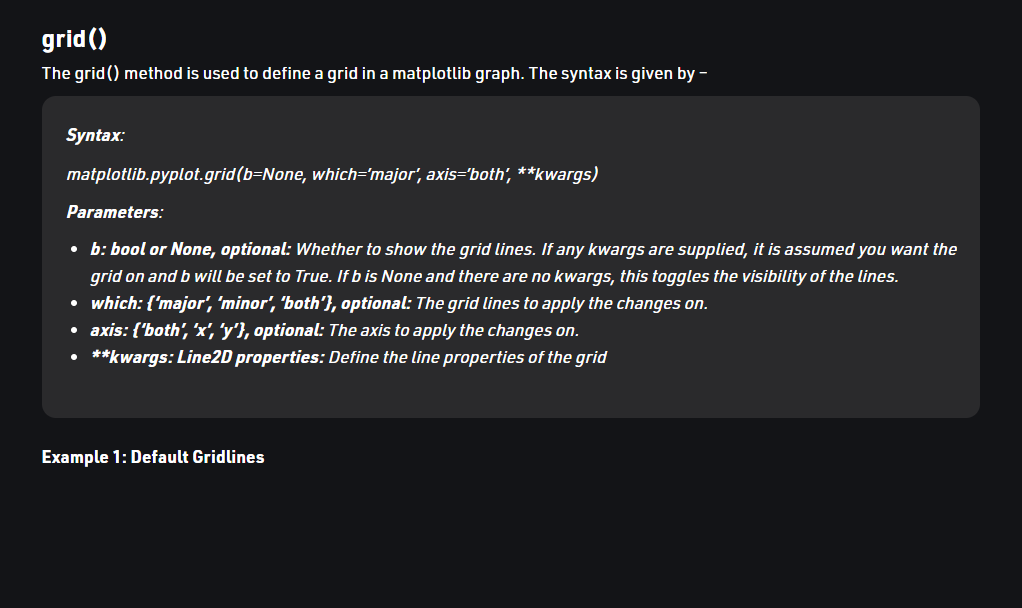 grid()
The grid() method is used to define a grid in a matplotlib graph. The syntax is given by –
Syntax:
matplotlib.pyplot.grid(b=None, which=‘major’, axis=‘both’, **kwargs)
Parameters:
• b: bool or None, optional: Whether to show the grid lines. If any kwargs are supplied, it is assumed you want the
grid on and b will be set to True. If b is None and there are no kwargs, this toggles the visibility of the lines.
• which: {‘major’, ‘minor’, ‘both’}, optional: The grid lines to apply the changes on.
• axis: {‘both’, ‘x’, ‘y’}, optional: The axis to apply the changes on.
• **kwargs: Line2D properties: Define the line properties of the grid
Example 1: Default Gridlines